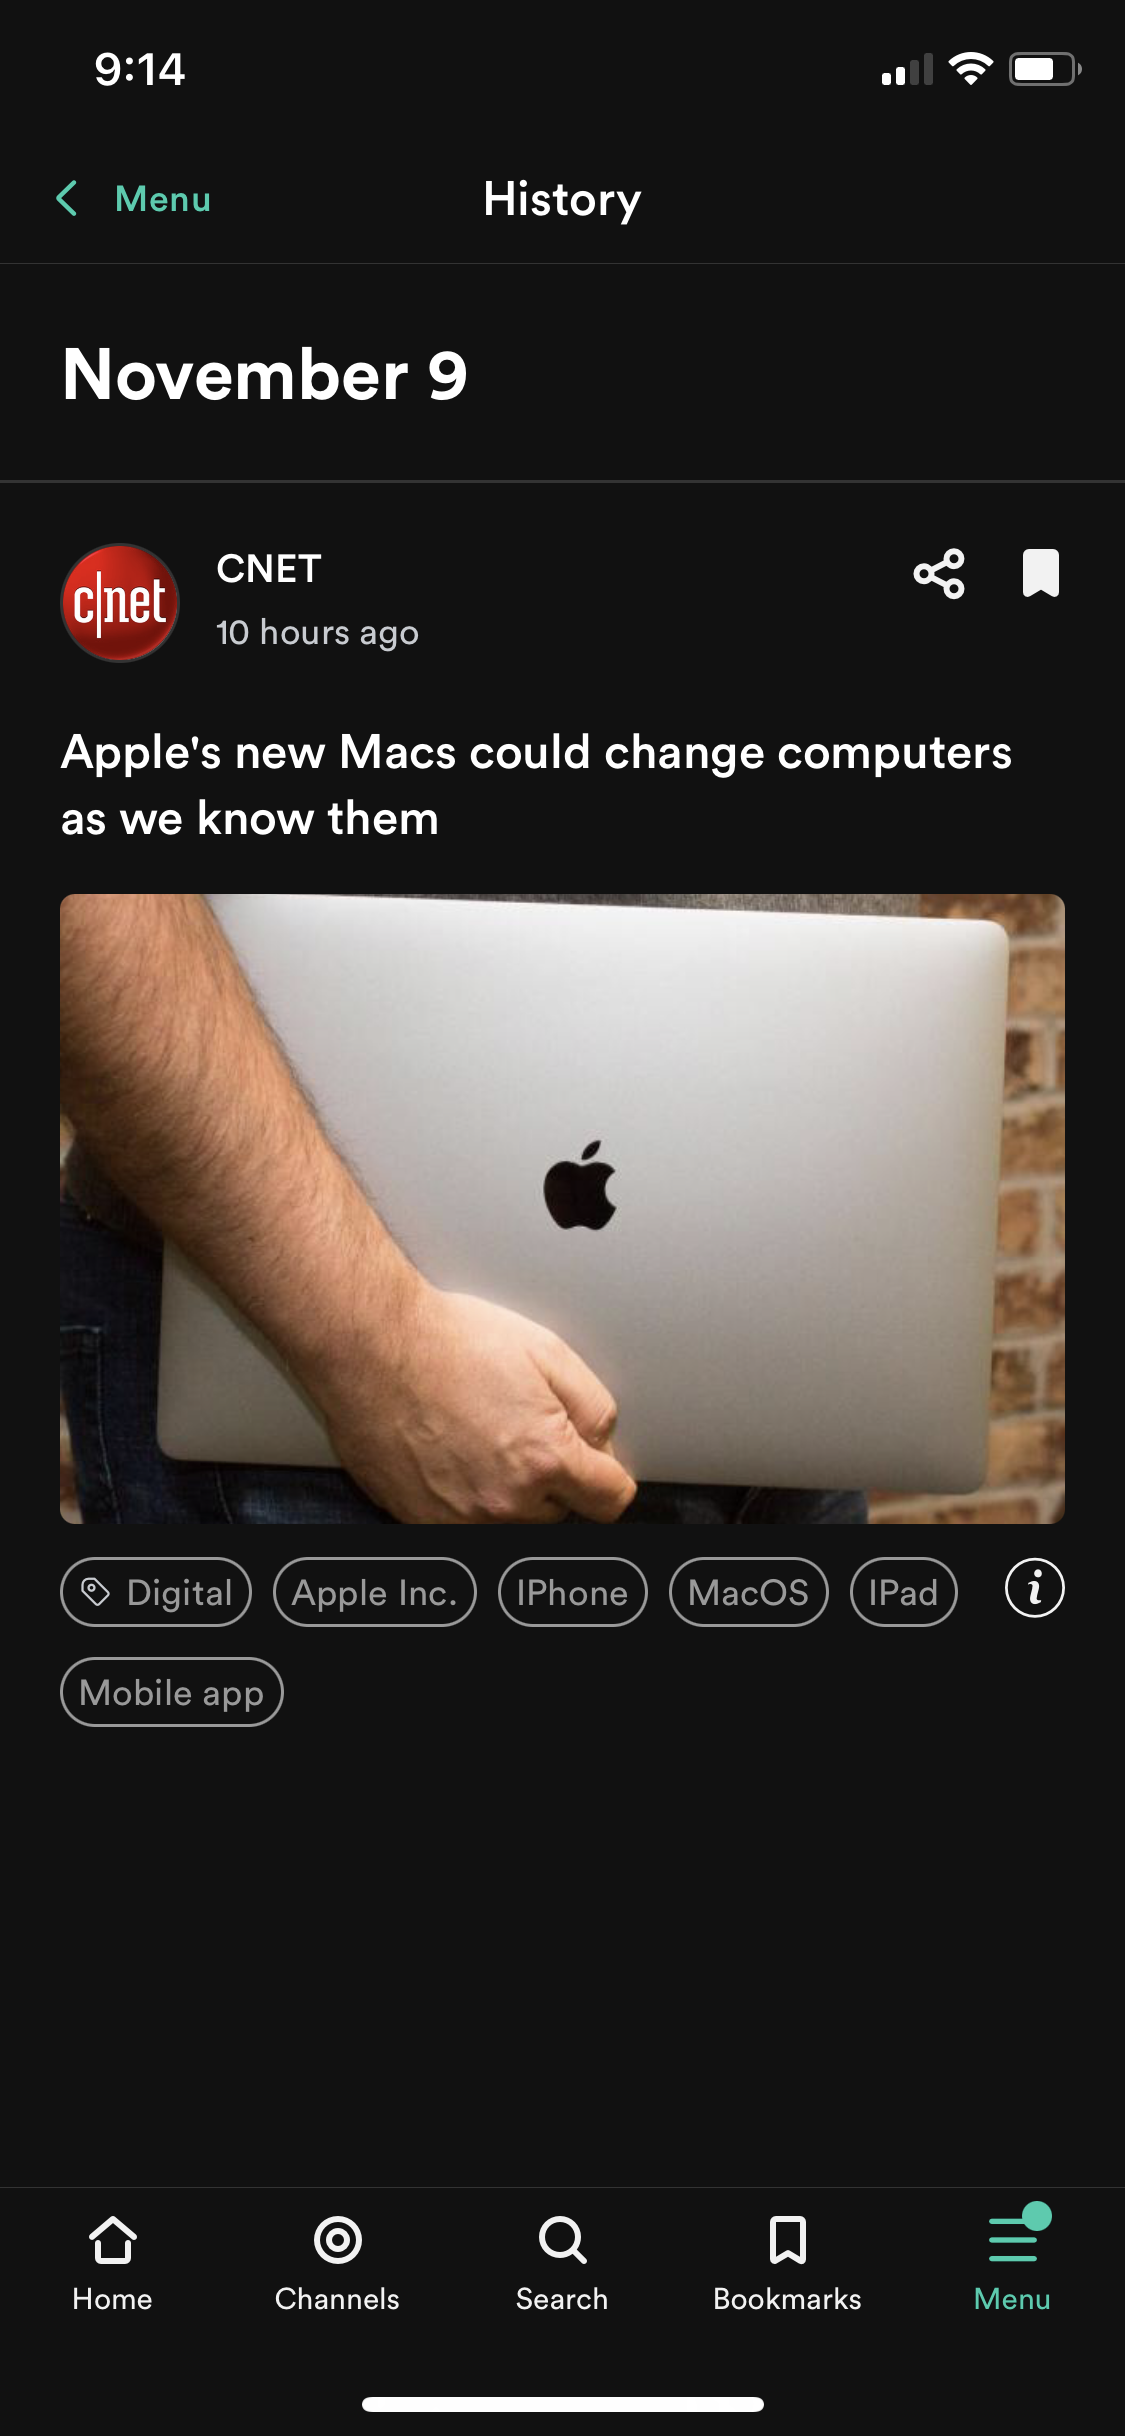 9:14
Menu
History
November 9
c|net
CNET
10 hours ago
Apple's new Macs could change computers
as we know them
Digital
Apple Inc.
IPhone
MacOS
IPad
i
Mobile app
Home
Channels
Search
Bookmarks
Menu